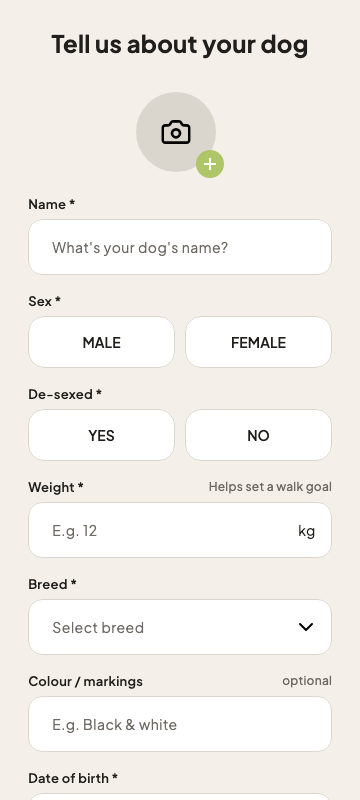 Tell us about your dog
Name *
What's your dog's name?
Sex *
MALE FEMALE
De-sexed *
YES NO
Weight * Helps set a walk goal
E.g. 12 kg
Breed *
Select breed
Colour / markings optional
E.g. Black & white
Date of birth *